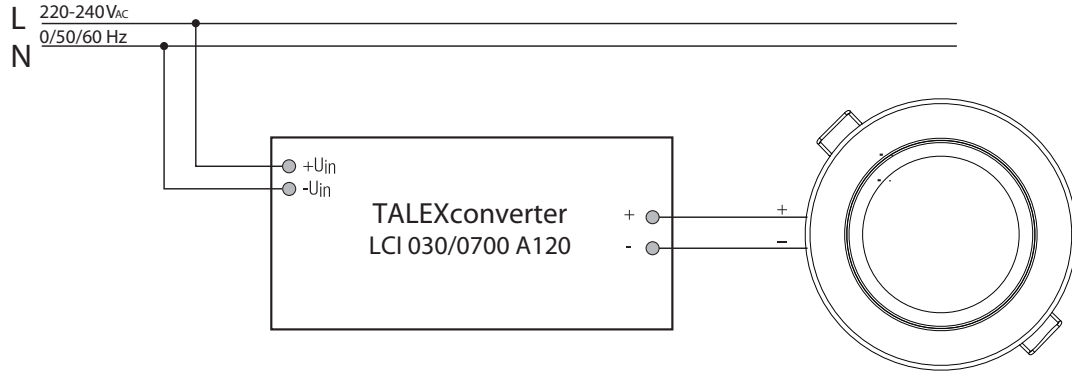 L 220-240VAC
N 0/50/60 Hz
+Uin
-Uin
TALEXconverter
LCI 030/0700 A120
+ +
- –